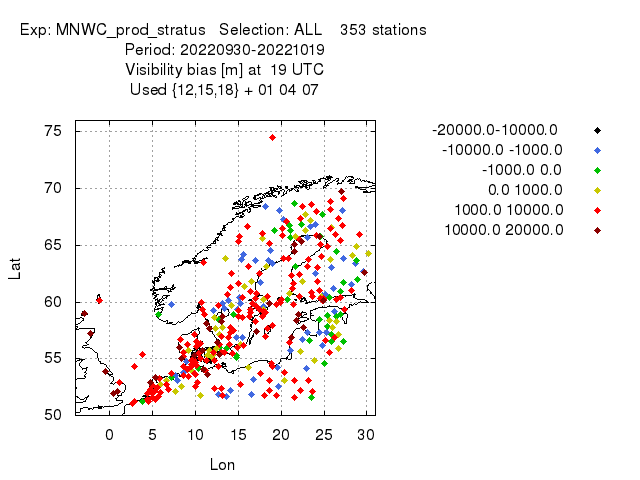 Exp: MNWC_prod_stratus Selection: ALL 353 stations
Period: 20220930-20221019
Visibility bias [m] at 19 UTC
Used {12,15,18} + 01 04 07
-20000.0-10000.0
-10000.0 -1000.0
-1000.0 0.0
0.0 1000.0
1000.0 10000.0
10000.0 20000.0
75
70
65
60
55
50
Lat
0 5 10 15 20 25 30
Lon